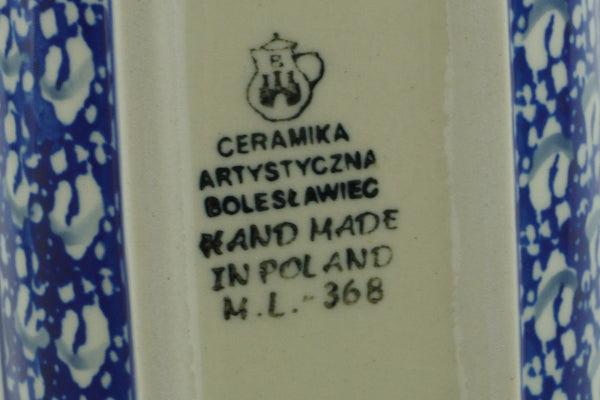 B
CERAMIKA
ARTYSTYCZNA
BOLESŁAWIEC
HAND MADE
IN POLAND
M.L.-368